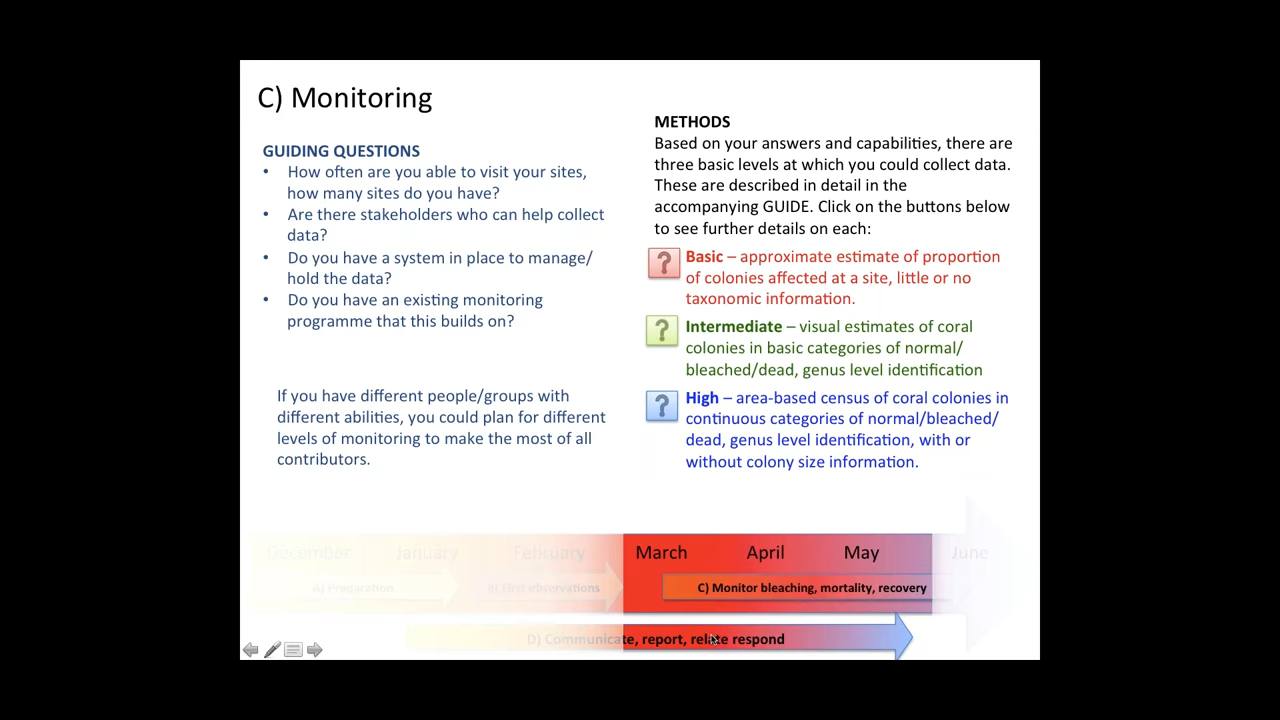 C) Monitoring
GUIDING QUESTIONS
• How often are you able to visit your sites,
how many sites do you have?
• Are there stakeholders who can help collect
data?
• Do you have a system in place to manage/
hold the data?
• Do you have an existing monitoring
programme that this builds on?
If you have different people/groups with
different abilities, you could plan for different
levels of monitoring to make the most of all
contributors.
METHODS
Based on your answers and capabilities, there are
three basic levels at which you could collect data.
These are described in detail in the
accompanying GUIDE. Click on the buttons below
to see further details on each:
? Basic – approximate estimate of proportion
of colonies affected at a site, little or no
taxonomic information.
? Intermediate – visual estimates of coral
colonies in basic categories of normal/
bleached/dead, genus level identification
? High – area-based census of coral colonies in
continuous categories of normal/bleached/
dead, genus level identification, with or
without colony size information.
December January February March April May June
A) Preparation B) First observations C) Monitor bleaching, mortality, recovery
D) Communicate, report, relate respond